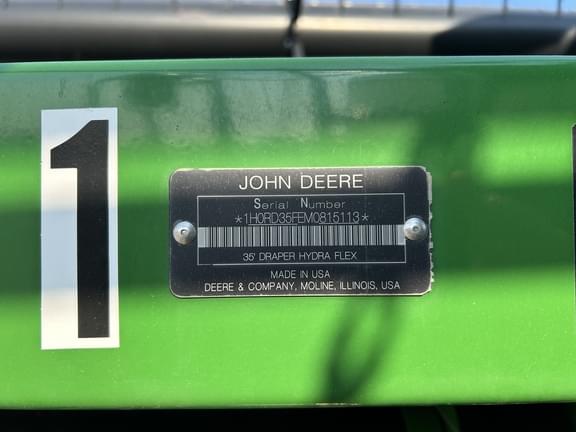 1
JOHN DEERE
Serial Number
*1H0RD35FEM0815113*
35' DRAPER HYDRA FLEX
MADE IN USA
DEERE & COMPANY, MOLINE, ILLINOIS, USA